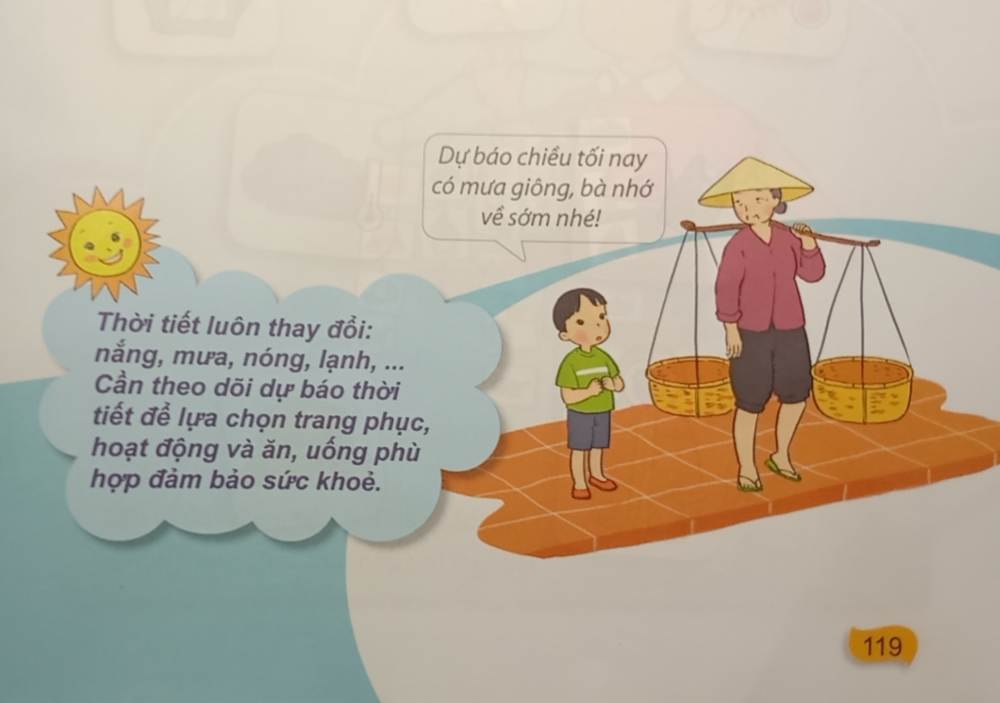 Dự báo chiều tối nay
có mưa giông, bà nhớ
về sớm nhé!
Thời tiết luôn thay đổi:
nắng, mưa, nóng, lạnh, ...
Cần theo dõi dự báo thời
tiết để lựa chọn trang phục,
hoạt động và ăn, uống phù
hợp đảm bảo sức khoẻ.
119